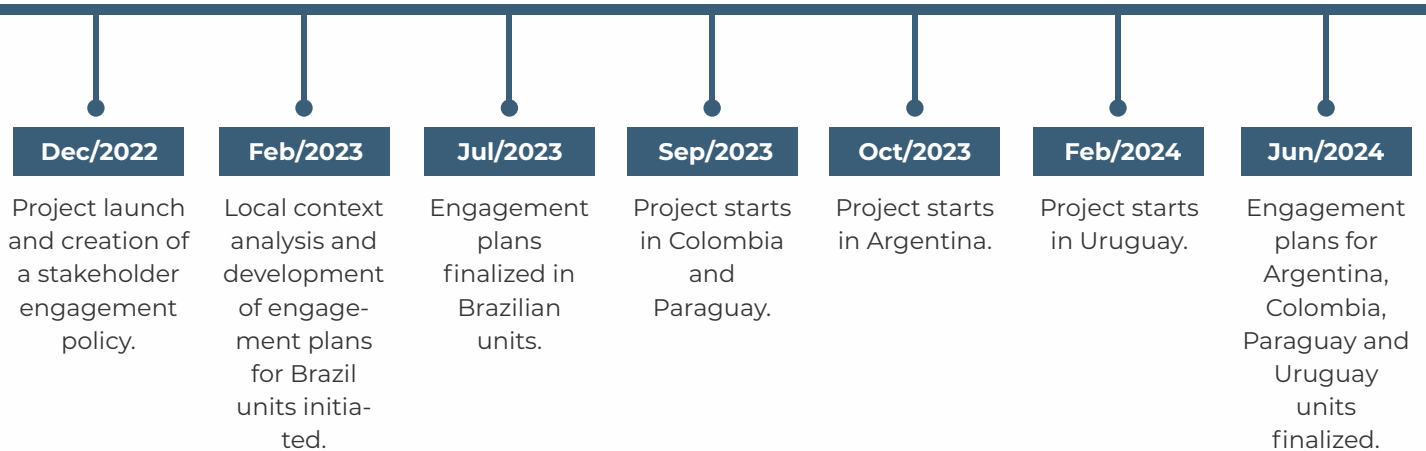 Dec/2022
Project launch
and creation of
a stakeholder
engagement
policy.
Feb/2023
Local context
analysis and
development
of engage-
ment plans
for Brazil
units initia-
ted.
Jul/2023
Engagement
plans
finalized in
Brazilian
units.
Sep/2023
Project starts
in Colombia
and
Paraguay.
Oct/2023
Project starts
in Argentina.
Feb/2024
Project starts
in Uruguay.
Jun/2024
Engagement
plans for
Argentina,
Colombia,
Paraguay and
Uruguay
units
finalized.